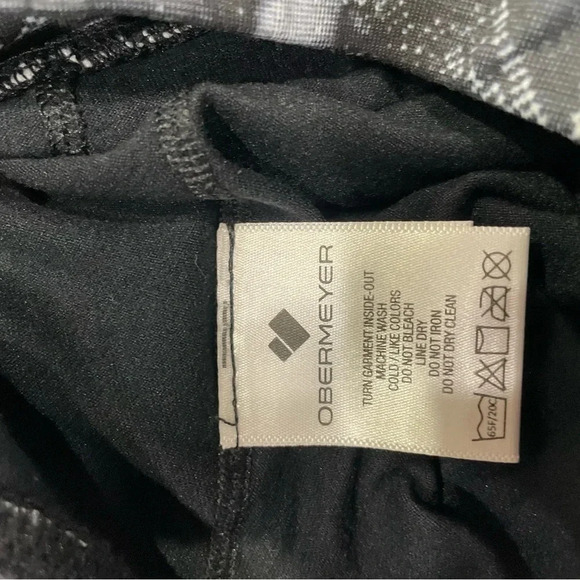 OBERMEYER
TURN GARMENT INSIDE-OUT
MACHINE WASH
COLD / LIKE COLORS
DO NOT BLEACH
LINE DRY
DO NOT IRON
DO NOT DRY CLEAN
65F/20C